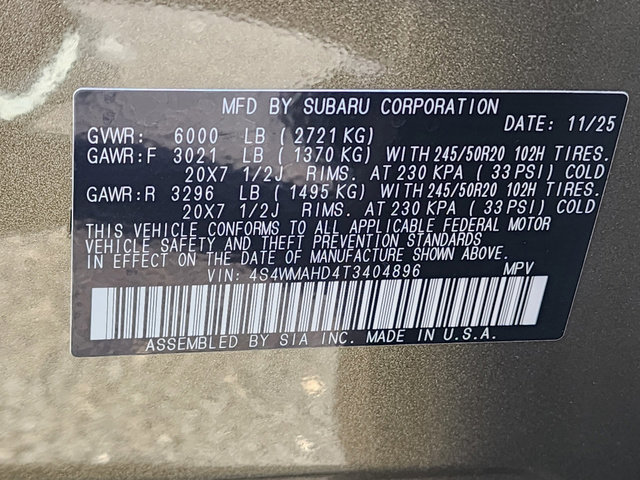 MFD BY SUBARU CORPORATION
DATE: 11/25
GVWR: 6000 LB ( 2721 KG)
GAWR: F 3021 LB ( 1370 KG) WITH 245/50R20 102H TIRES.
20X7 1/2J RIMS. AT 230 KPA ( 33 PSI) COLD
GAWR: R 3296 LB ( 1495 KG) WITH 245/50R20 102H TIRES.
20X7 1/2J RIMS. AT 230 KPA ( 33 PSI) COLD
THIS VEHICLE CONFORMS TO ALL APPLICABLE FEDERAL MOTOR
VEHICLE SAFETY AND THEFT PREVENTION STANDARDS
IN EFFECT ON THE DATE OF MANUFACTURE SHOWN ABOVE.
VIN: 4S4WMAHD4T3404896 MPV
ASSEMBLED BY SIA INC. MADE IN U.S.A.